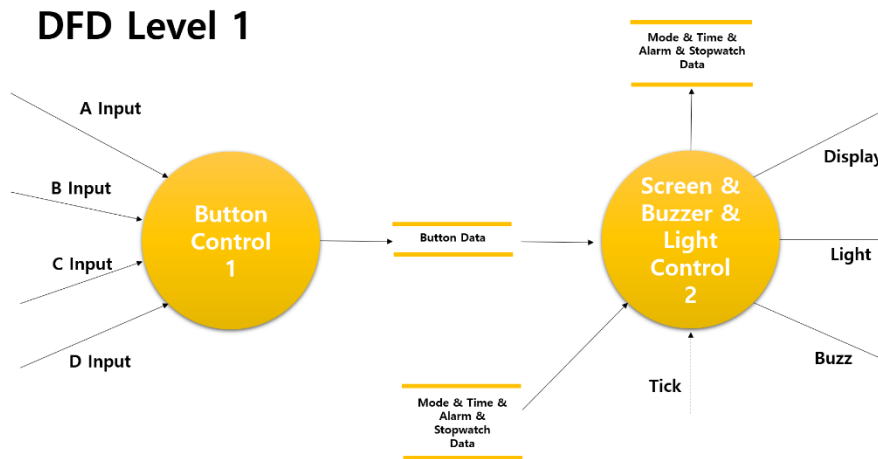 DFD Level 1
A Input
B Input
C Input
D Input
Button
Control
1
Button Data
Mode & Time &
Alarm &
Stopwatch
Data
Mode & Time &
Alarm & Stopwatch
Data
Screen &
Buzzer &
Light
Control
2
Tick
Display
Light
Buzz